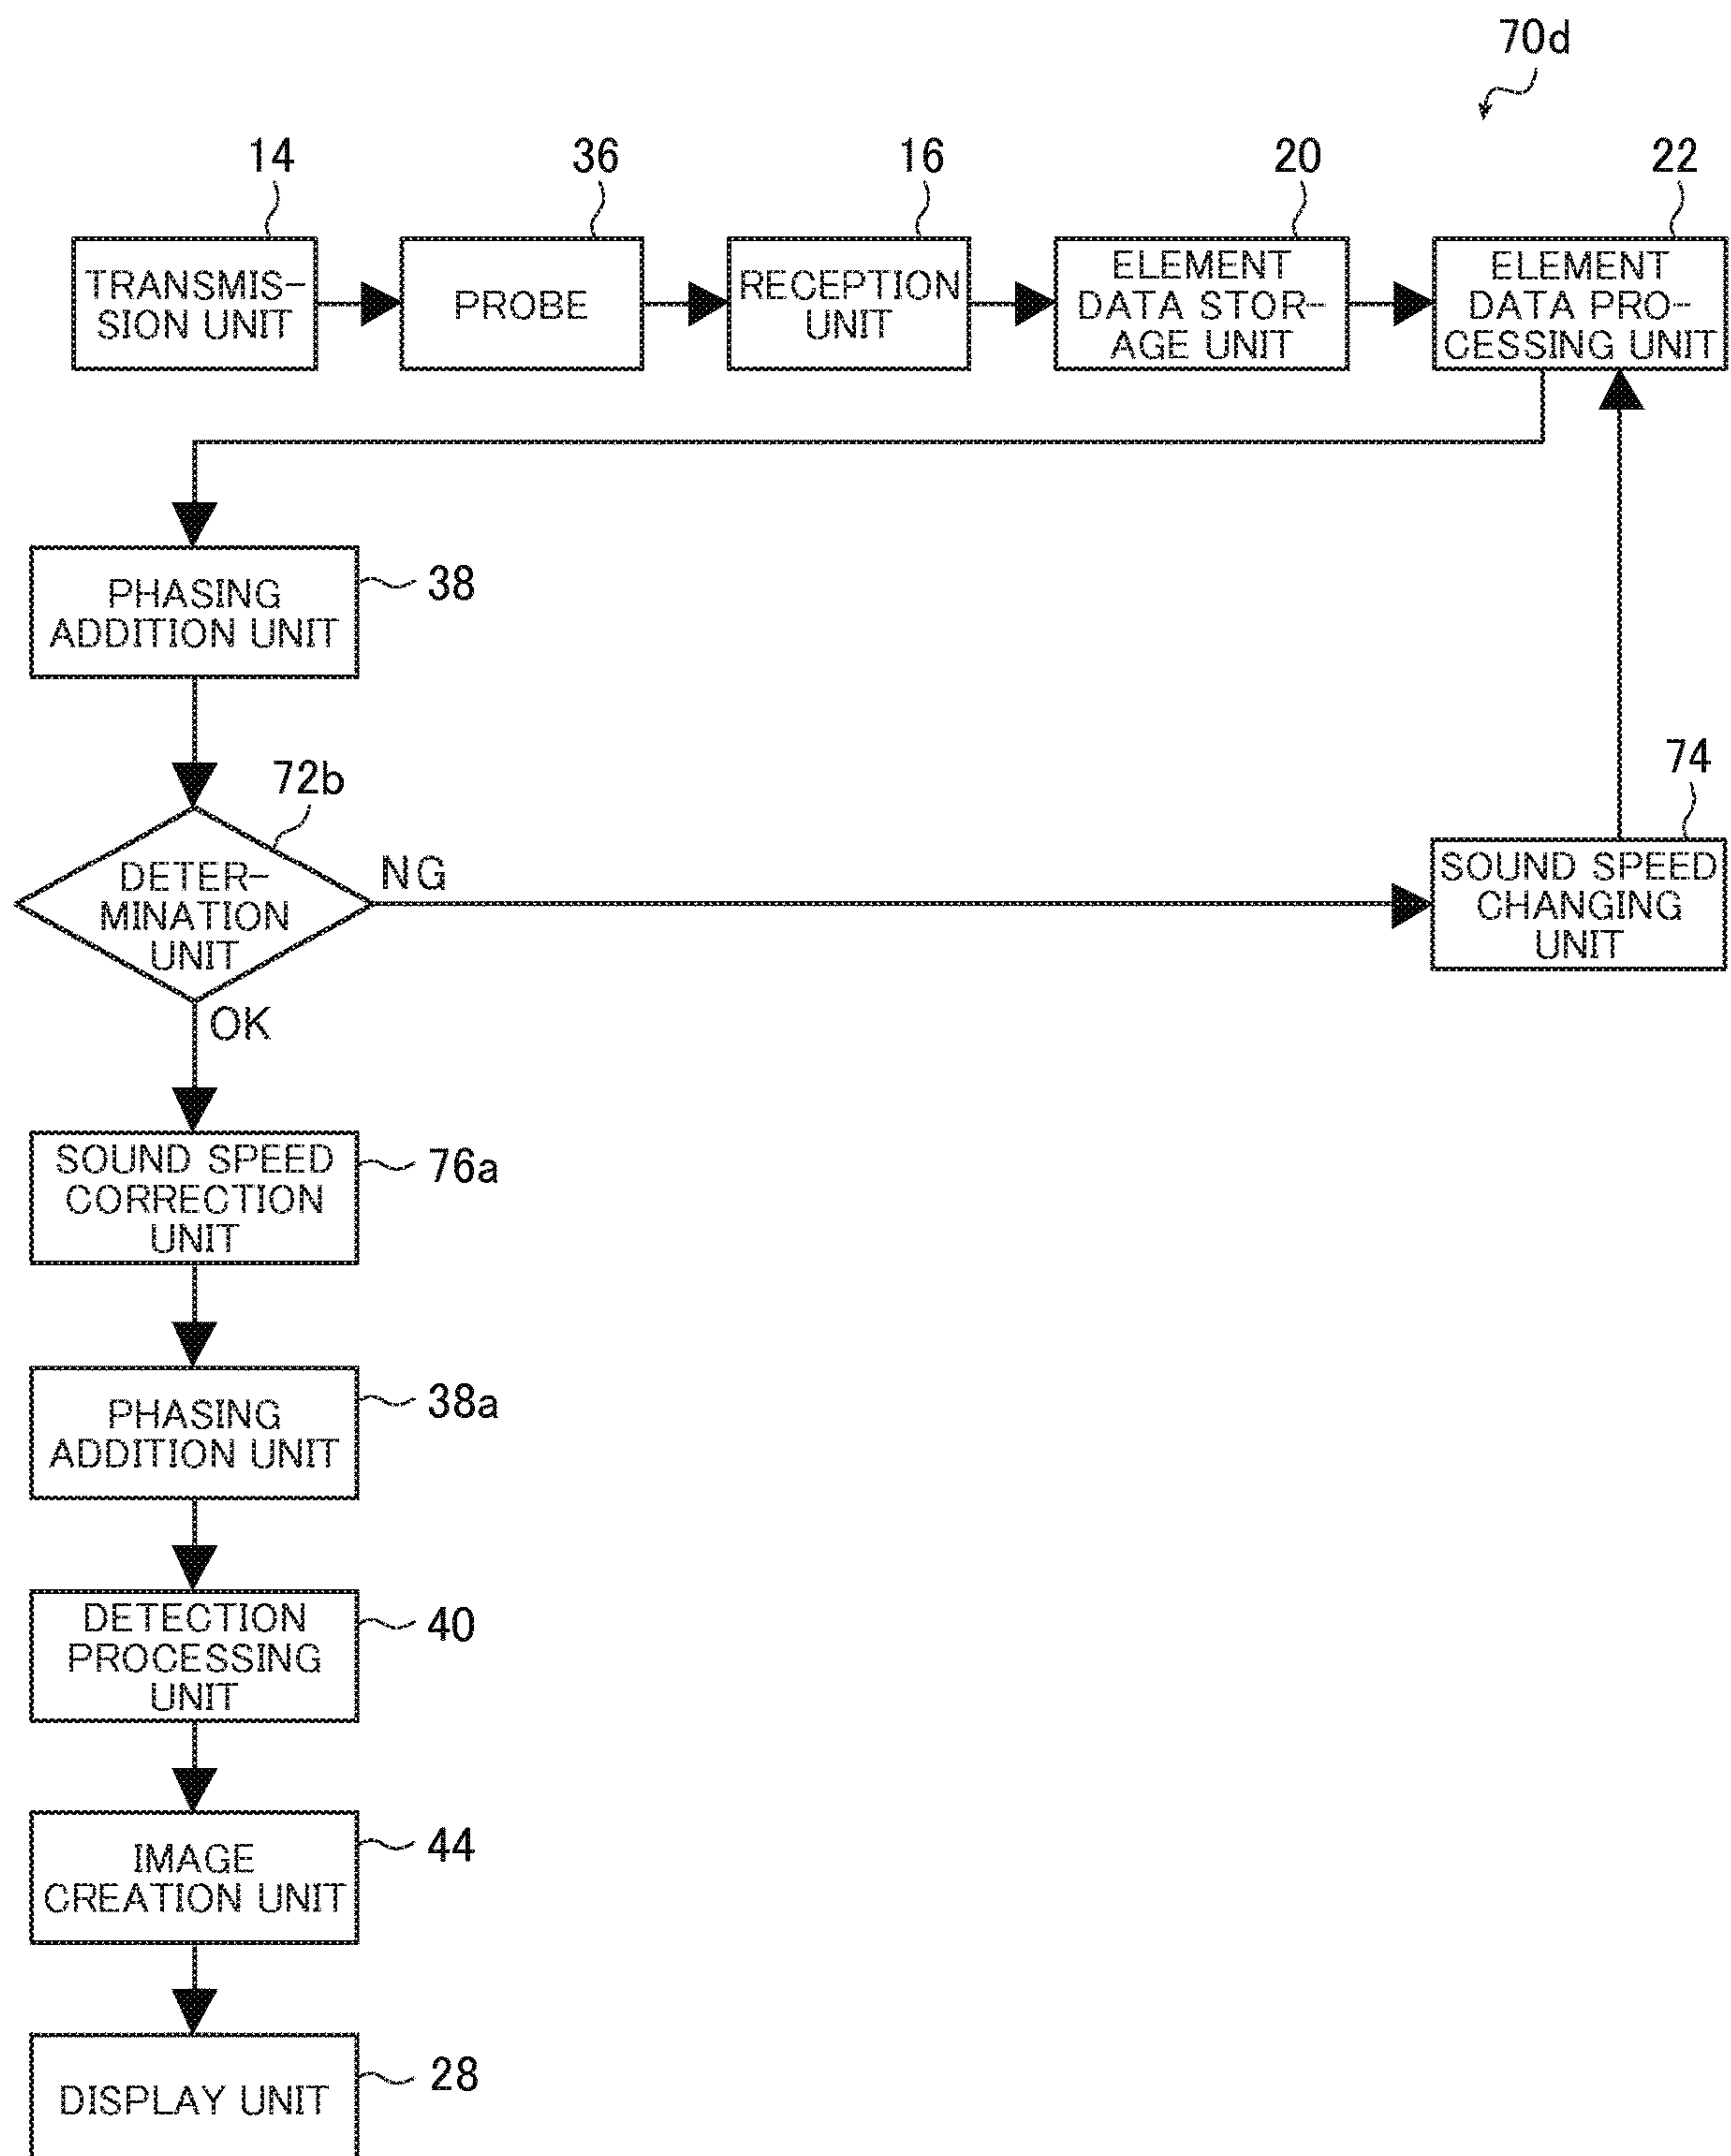 70d
14
36
16
20
22
TRANSMIS-
SION UNIT
PROBE
RECEPTION
UNIT
ELEMENT
DATA STOR-
AGE UNIT
ELEMENT
DATA PRO-
CESSING UNIT
PHASING
ADDITION UNIT
38
72b
DETER-
MINATION
UNIT
NG
74
SOUND SPEED
CHANGING
UNIT
OK
SOUND SPEED
CORRECTION
UNIT
76a
PHASING
ADDITION UNIT
38a
DETECTION
PROCESSING
UNIT
40
IMAGE
CREATION UNIT
44
DISPLAY UNIT
28